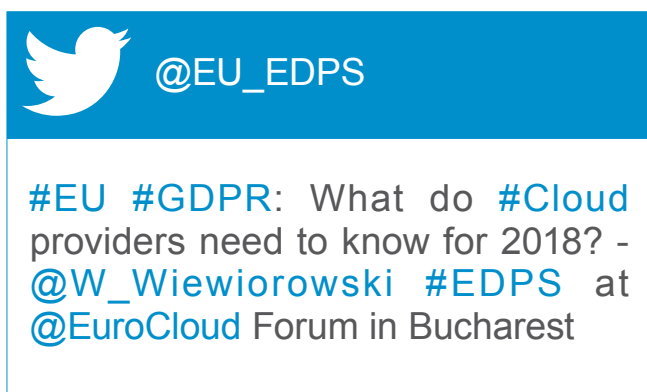 @EU_EDPS
#EU #GDPR: What do #Cloud
providers need to know for 2018? -
@W_Wiewiorowski #EDPS at
@EuroCloud Forum in Bucharest